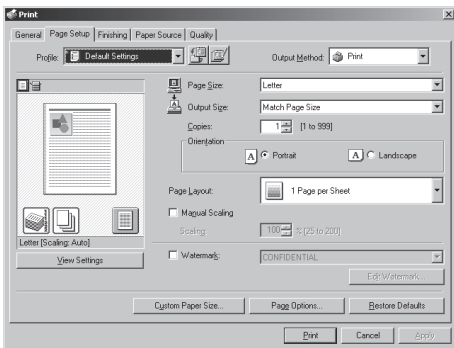 Print
General Page Setup Finishing Paper Source Quality
Profile: Default Settings Output Method: Print
Page Size: Letter
Output Size: Match Page Size
Copies: 1 [1 to 999]
Orientation
A Portrait A Landscape
Page Layout: 1 Page per Sheet
Manual Scaling
Scaling: 100 % [25 to 200]
Letter [Scaling: Auto]
View Settings
Watermark: CONFIDENTIAL
Edit Watermark...
Custom Paper Size... Page Options... Restore Defaults
Print Cancel Apply